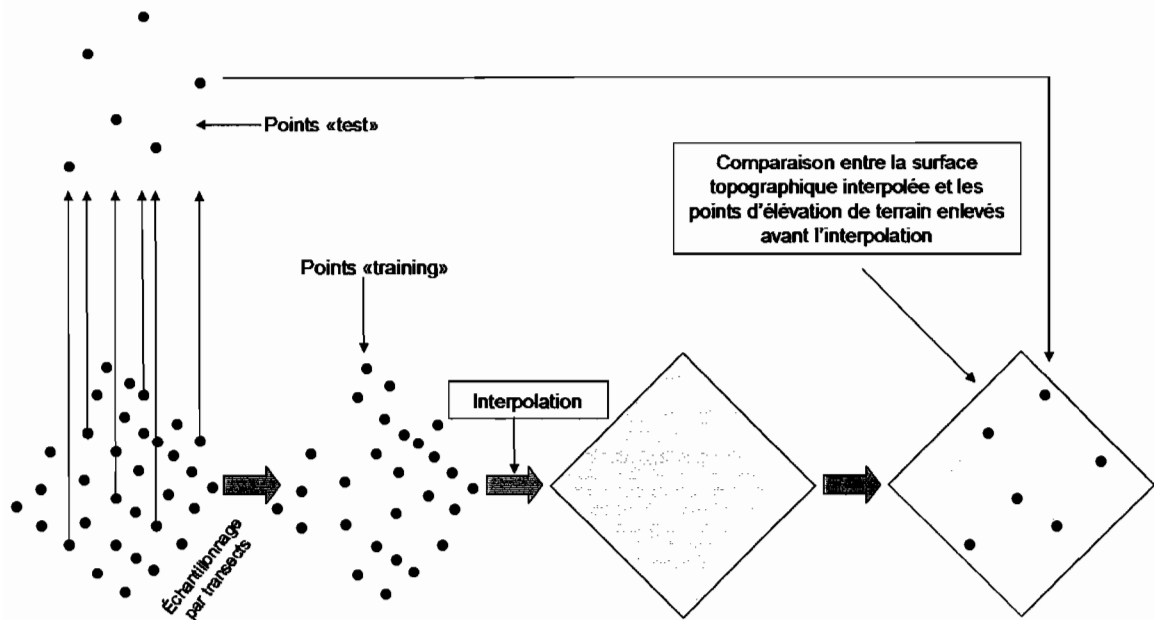 Points «test»
Comparaison entre la surface
topographique interpolée et les
points d'élévation de terrain enlevés
avant l'interpolation
Points «training»
Interpolation
Échantillonnage
par transects